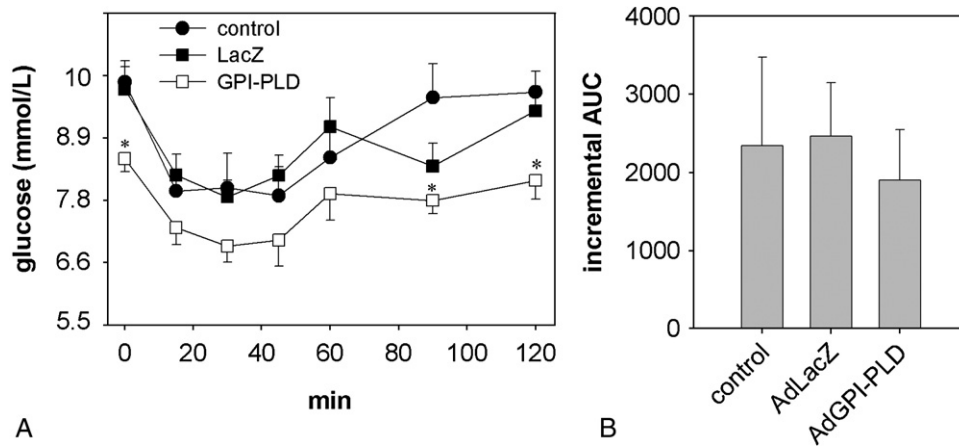 control
LacZ
GPI-PLD
glucose (mmol/L)
10
8.9
7.8
6.6
5.5
*
*
*
0 20 40 60 80 100 120
min
A
incremental AUC
4000
3000
2000
1000
0
control
AdLacZ
AdGPI-PLD
B